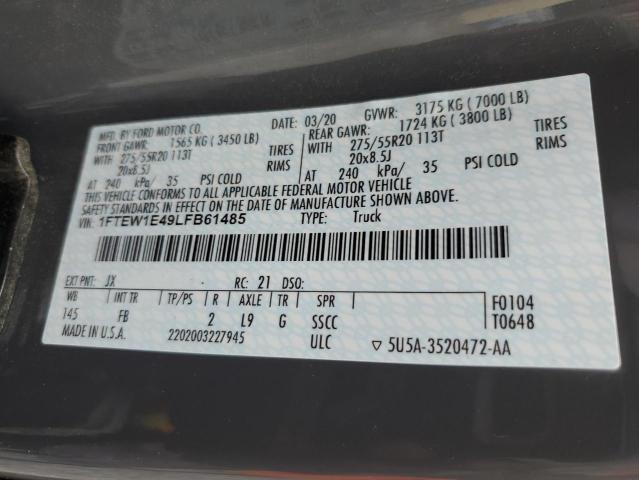 MFD. BY FORD MOTOR CO. DATE: 03/20 GVWR: 3175 KG ( 7000 LB)
FRONT GAWR: 1565 KG ( 3450 LB) REAR GAWR: 1724 KG ( 3800 LB)
WITH 275/55R20 113T TIRES WITH 275/55R20 113T TIRES
20x8.5J RIMS 20x8.5J RIMS
AT 240 kPa/ 35 PSI COLD AT 240 kPa/ 35 PSI COLD
THIS VEHICLE CONFORMS TO ALL APPLICABLE FEDERAL MOTOR VEHICLE
SAFETY STANDARDS IN EFFECT ON THE DATE OF MANUFACTURE SHOWN ABOVE.
VIN: 1FTEW1E49LFB61485 TYPE: Truck
EXT PNT: JX RC: 21 DSO:
WB INT TR TP/PS R AXLE TR SPR F0104
145 FB 2 L9 G SSCC T0648
MADE IN U.S.A. 2202003227945 ULC ▽ 5U5A-3520472-AA